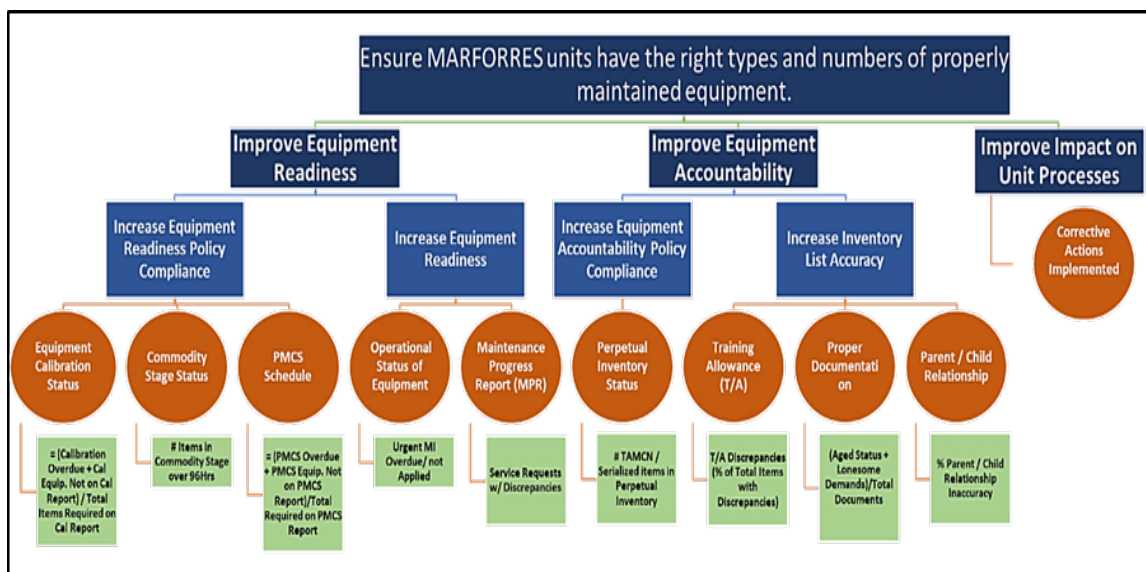 Ensure MARFORRES units have the right types and numbers of properly
maintained equipment.
Improve Equipment
Readiness
Improve Equipment
Accountability
Improve Impact on
Unit Processes
Increase Equipment
Readiness Policy
Compliance
Increase Equipment
Readiness
Increase Equipment
Accountability Policy
Compliance
Increase Inventory
List Accuracy
Corrective
Actions
Implemented
Equipment
Calibration
Status
Commodity
Stage Status
PMCS
Schedule
Operational
Status of
Equipment
Maintenance
Progress
Report (MPR)
Perpetual
Inventory
Status
Training
Allowance
(T/A)
Proper
Documentati
on
Parent / Child
Relationship
= (Calibration
Overdue + Cal
Equip. Not on Cal
Report) / Total
Items Required on
Cal Report
# Items in
Commodity Stage
over 96Hrs
= (PMCS Overdue
+ PMCS Equip. Not
on PMCS
Report)/Total
Required on PMCS
Report
Urgent MI
Overdue/ not
Applied
Service Requests
w/ Discrepancies
# TAMCN /
Serialized items in
Perpetual
Inventory
T/A Discrepancies
(% of Total Items
with
Discrepancies)
(Aged Status +
Lonesome
Demands)/Total
Documents
% Parent / Child
Relationship
Inaccuracy